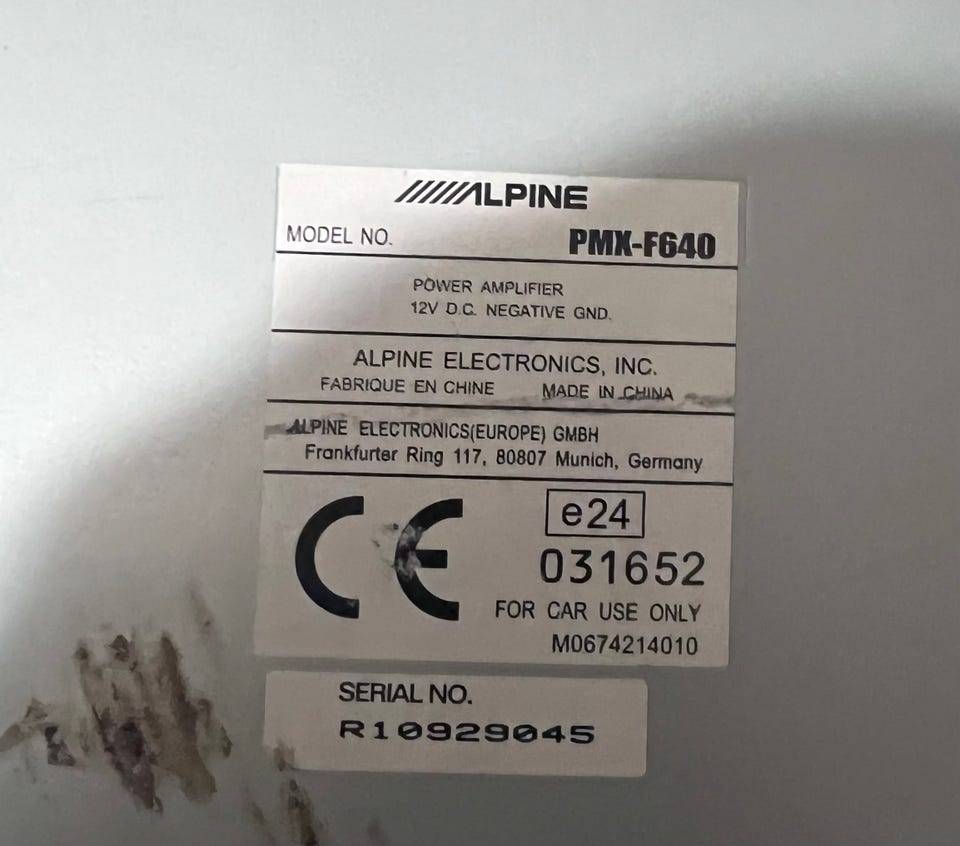 ALPINE
MODEL NO. PMX-F640
POWER AMPLIFIER
12V D.C. NEGATIVE GND.
ALPINE ELECTRONICS, INC.
FABRIQUE EN CHINE MADE IN CHINA
ALPINE ELECTRONICS(EUROPE) GMBH
Frankfurter Ring 117, 80807 Munich, Germany
CE e24
031652
FOR CAR USE ONLY
M0674214010
SERIAL NO.
R10929045